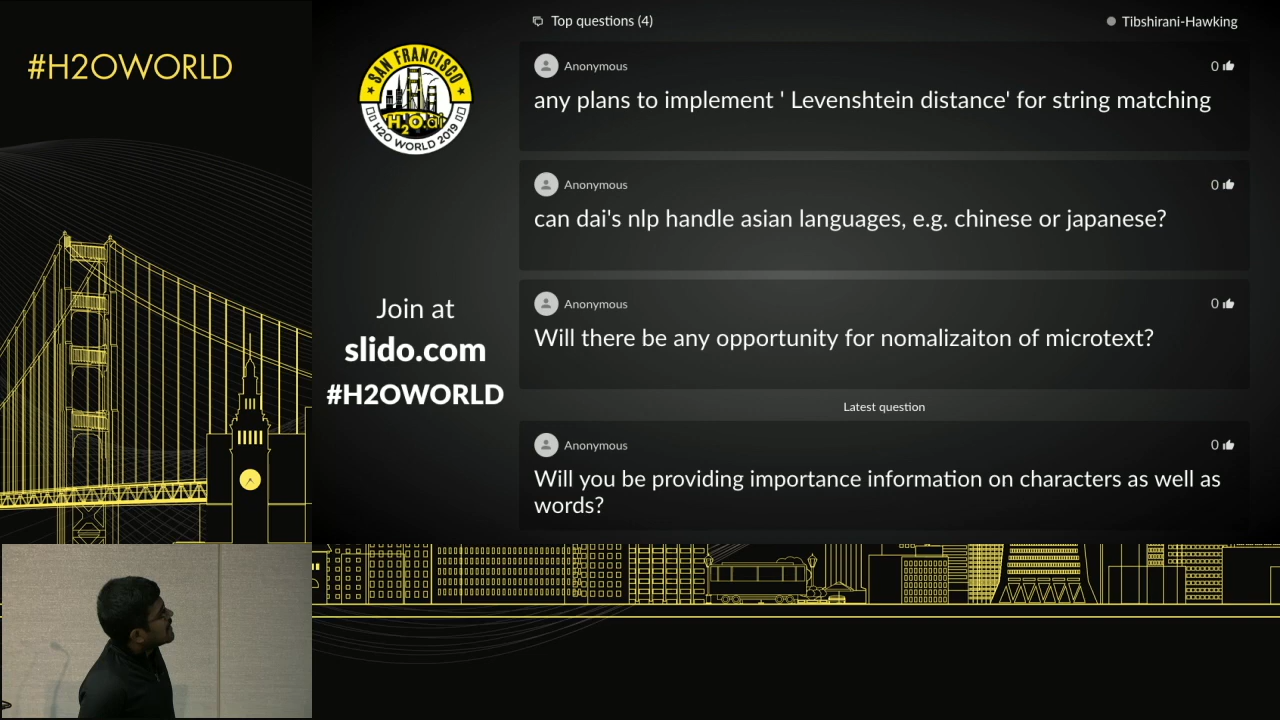 #H2OWORLD
SAN FRANCISCO
H2O.ai
H2O WORLD 2019
Join at
slido.com
#H2OWORLD
Top questions (4)
Tibshirani-Hawking
Anonymous
0
any plans to implement ' Levenshtein distance' for string matching
Anonymous
0
can dai's nlp handle asian languages, e.g. chinese or japanese?
Anonymous
0
Will there be any opportunity for nomalizaiton of microtext?
Latest question
Anonymous
0
Will you be providing importance information on characters as well as
words?